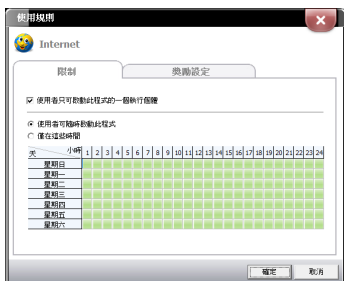 使用規則
Internet
限制
獎勵設定
使用者只可啟動此程式的一個執行個體
使用者可隨時啟動此程式
僅在這些時間
天 小時 1 2 3 4 5 6 7 8 9 10 11 12 13 14 15 16 17 18 19 20 21 22 23 24
星期日
星期一
星期二
星期三
星期四
星期五
星期六
確定
取消